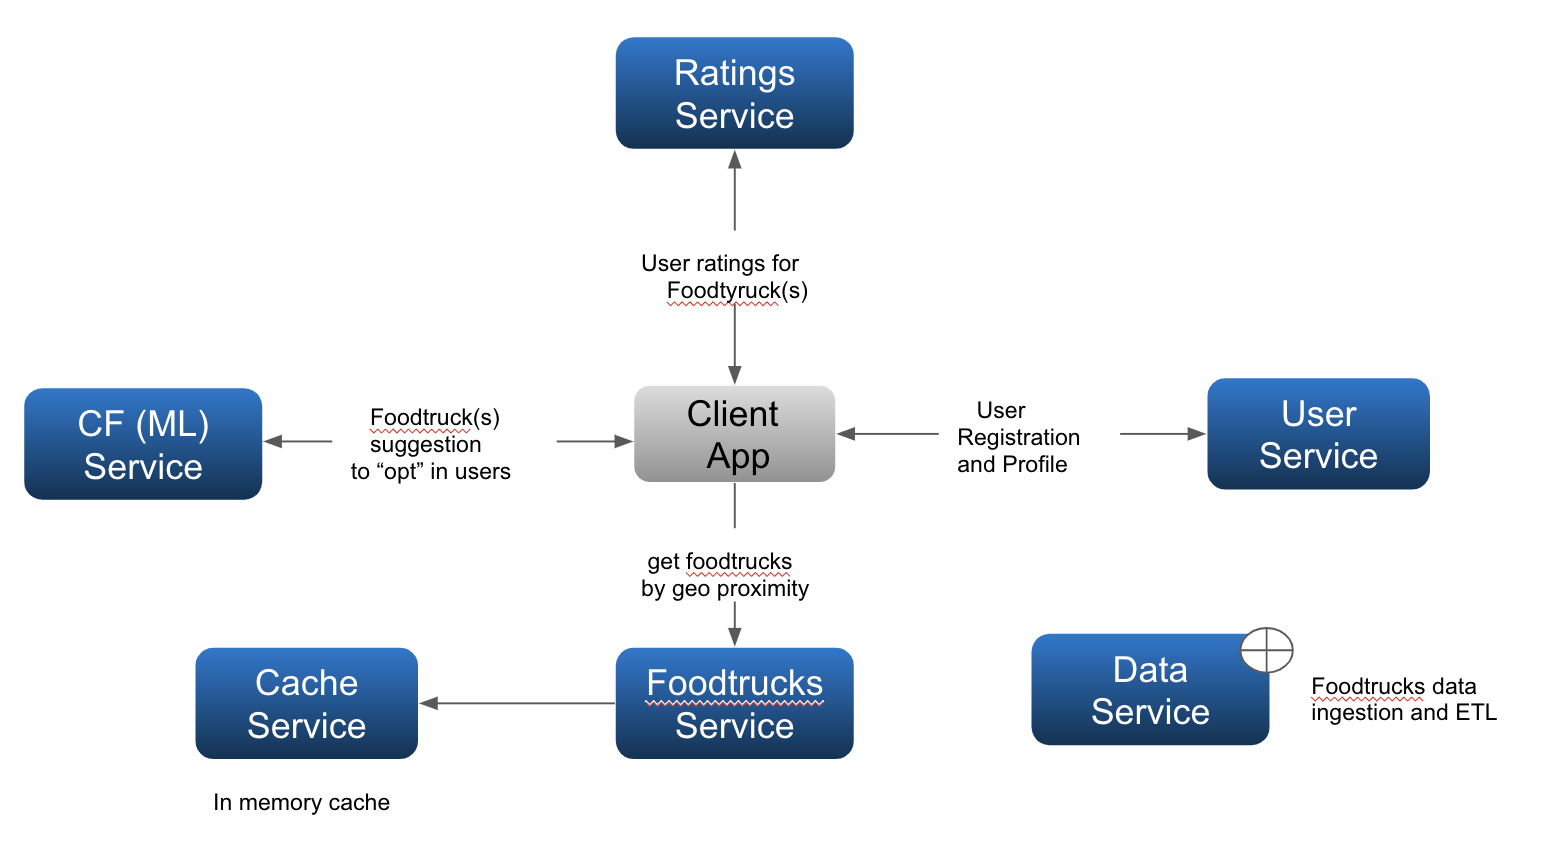 Ratings
Service
User ratings for
Foodtyruck(s)
CF (ML)
Service
Foodtruck(s)
suggestion
to “opt” in users
Client
App
User
Registration
and Profile
User
Service
get foodtrucks
by geo proximity
Cache
Service
In memory cache
Foodtrucks
Service
Data
Service
Foodtrucks data
ingestion and ETL